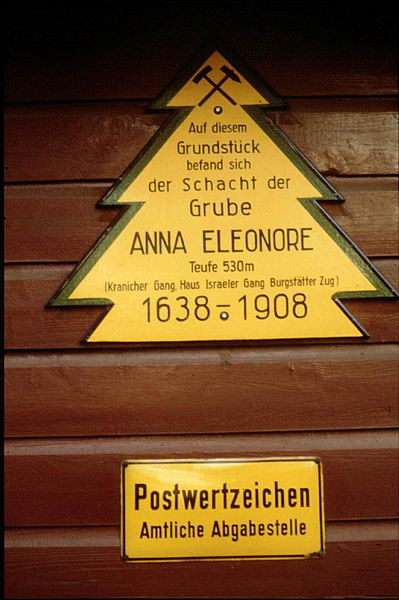 Auf diesem
Grundstück
befand sich
der Schacht der
Grube
ANNA ELEONORE
Teufe 530m
(Kranicher Gang, Haus Israeler Gang Burgstätter Zug)
1638-1908
Postwertzeichen
Amtliche Abgabestelle